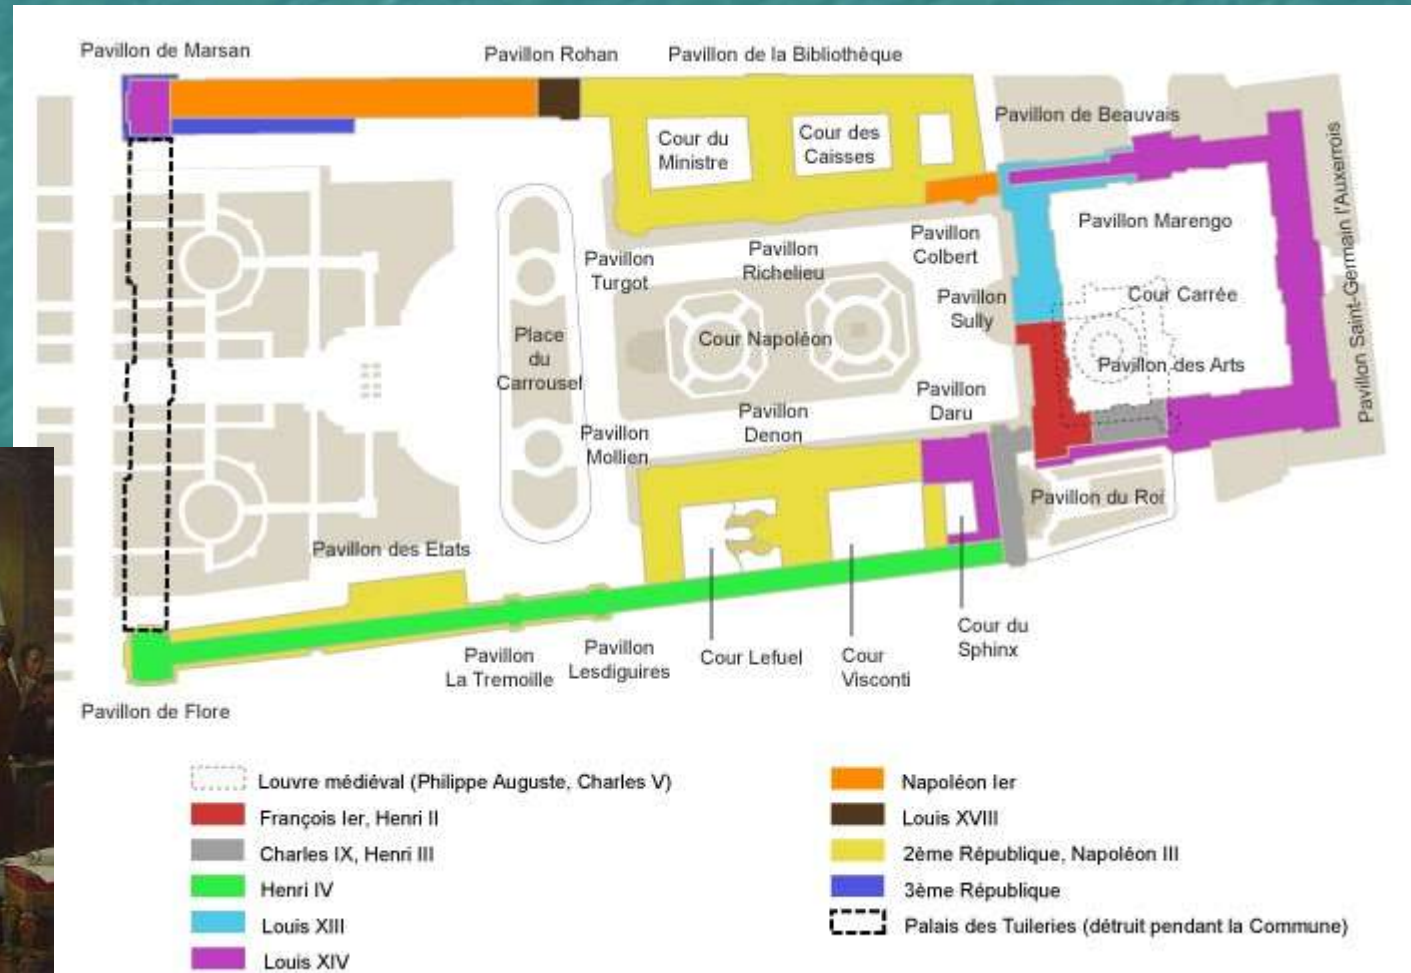 Pavillon de Marsan
Pavillon Rohan
Pavillon de la Bibliothèque
Pavillon de Beauvais
Cour du
Ministre
Cour des
Caisses
Pavillon Saint-Germain l'Auxerrois
Pavillon Marengo
Pavillon
Turgot
Pavillon
Richelieu
Pavillon
Colbert
Pavillon
Sully
Cour Carrée
Place
du
Carrousel
Cour Napoléon
Pavillon des Arts
Pavillon
Daru
Pavillon
Denon
Pavillon
Mollien
Pavillon du Roi
Pavillon des Etats
Pavillon
La Tremoille
Pavillon
Lesdiguires
Cour Lefuel
Cour
Visconti
Cour du
Sphinx
Pavillon de Flore
Louvre médiéval (Philippe Auguste, Charles V)
François Ier, Henri II
Charles IX, Henri III
Henri IV
Louis XIII
Louis XIV
Napoléon Ier
Louis XVIII
2ème République, Napoléon III
3ème République
Palais des Tuileries (détruit pendant la Commune)